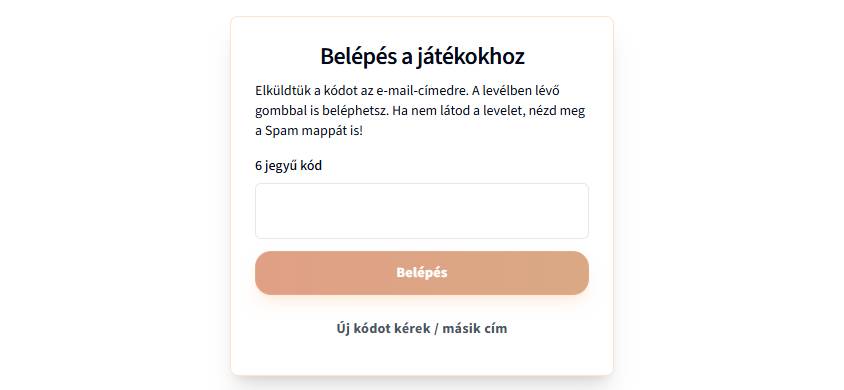 Belépés a játékokhoz
Elküldtük a kódot az e-mail-címedre. A levélben lévő
gombbal is beléphetsz. Ha nem látod a levelet, nézd meg
a Spam mappát is!
6 jegyű kód
Belépés
Új kódot kérek / másik cím